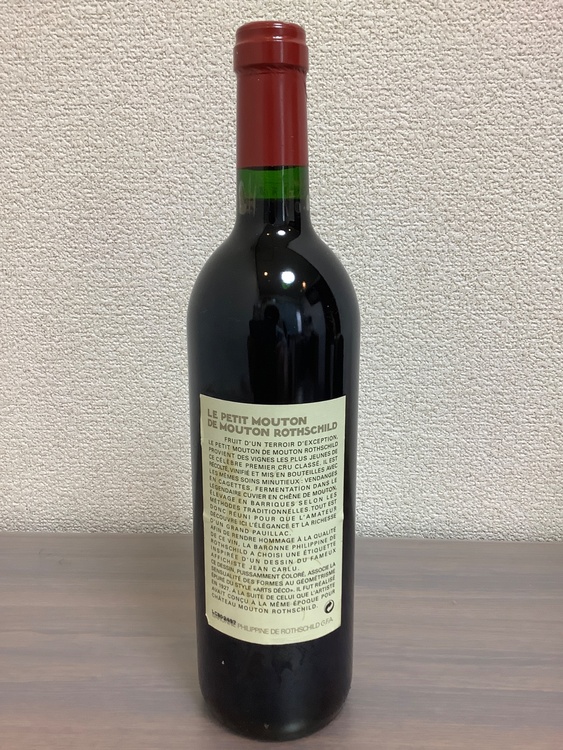 LE PETIT MOUTON
DE MOUTON ROTHSCHILD
FRUIT D'UN TERROIR D'EXCEPTION,
LE PETIT MOUTON DE MOUTON ROTHSCHILD
PROVIENT DES VIGNES LES PLUS JEUNES DE
CE CÉLÈBRE PREMIER CRU CLASSÉ. IL EST
RÉCOLTÉ, VINIFIÉ ET MIS EN BOUTEILLES AVEC
LES MÊMES SOINS MINUTIEUX: VENDANGES
EN CAGETTES, FERMENTATION DANS LE
LÉGENDAIRE CUVIER EN CHÊNE DE MOUTON,
ÉLEVAGE EN BARRIQUES SELON LES
MÉTHODES TRADITIONNELLES. TOUT EST
DONC RÉUNI POUR QUE L'AMATEUR
DÉCOUVRE ICI L'ÉLÉGANCE ET LA RICHESSE
D'UN GRAND PAUILLAC.
AFIN DE RENDRE HOMMAGE À LA QUALITÉ
DE CE VIN, LA BARONNE PHILIPPINE DE
ROTHSCHILD A CHOISI UNE ÉTIQUETTE
INSPIRÉE D'UN DESSIN DU FAMEUX
AFFICHISTE JEAN CARLU.
CE DESSIN, PUISSAMMENT COLORÉ, ASSOCIE LA
SENSUALITÉ DES FORMES AU GÉOMÉTRISME
ÉPURÉ DU STYLE «ARTS DÉCO». IL FUT RÉALISÉ
EN 1927, À LA SUITE DE CELUI QUE L'ARTISTE
AVAIT CONÇU À LA MÊME ÉPOQUE POUR
CHÂTEAU MOUTON ROTHSCHILD.
PHILIPPINE DE ROTHSCHILD G.F.A.